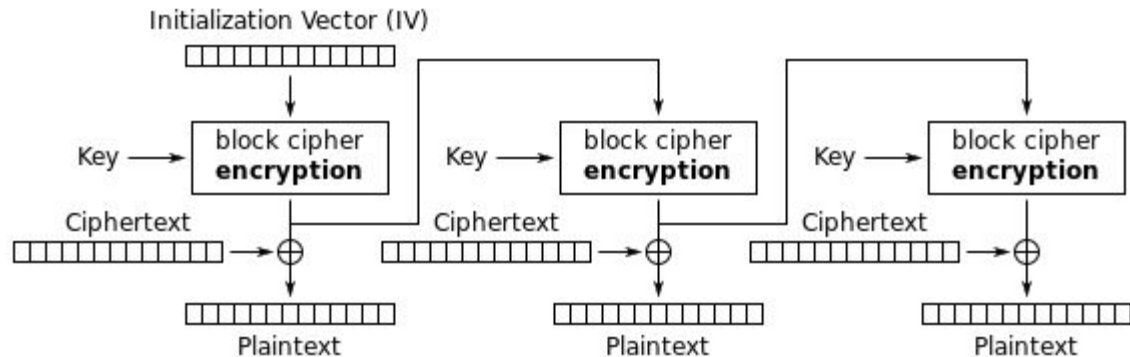 Initialization Vector (IV)
Key
block cipher
encryption
Key
block cipher
encryption
Key
block cipher
encryption
Ciphertext
Ciphertext
Ciphertext
Plaintext
Plaintext
Plaintext